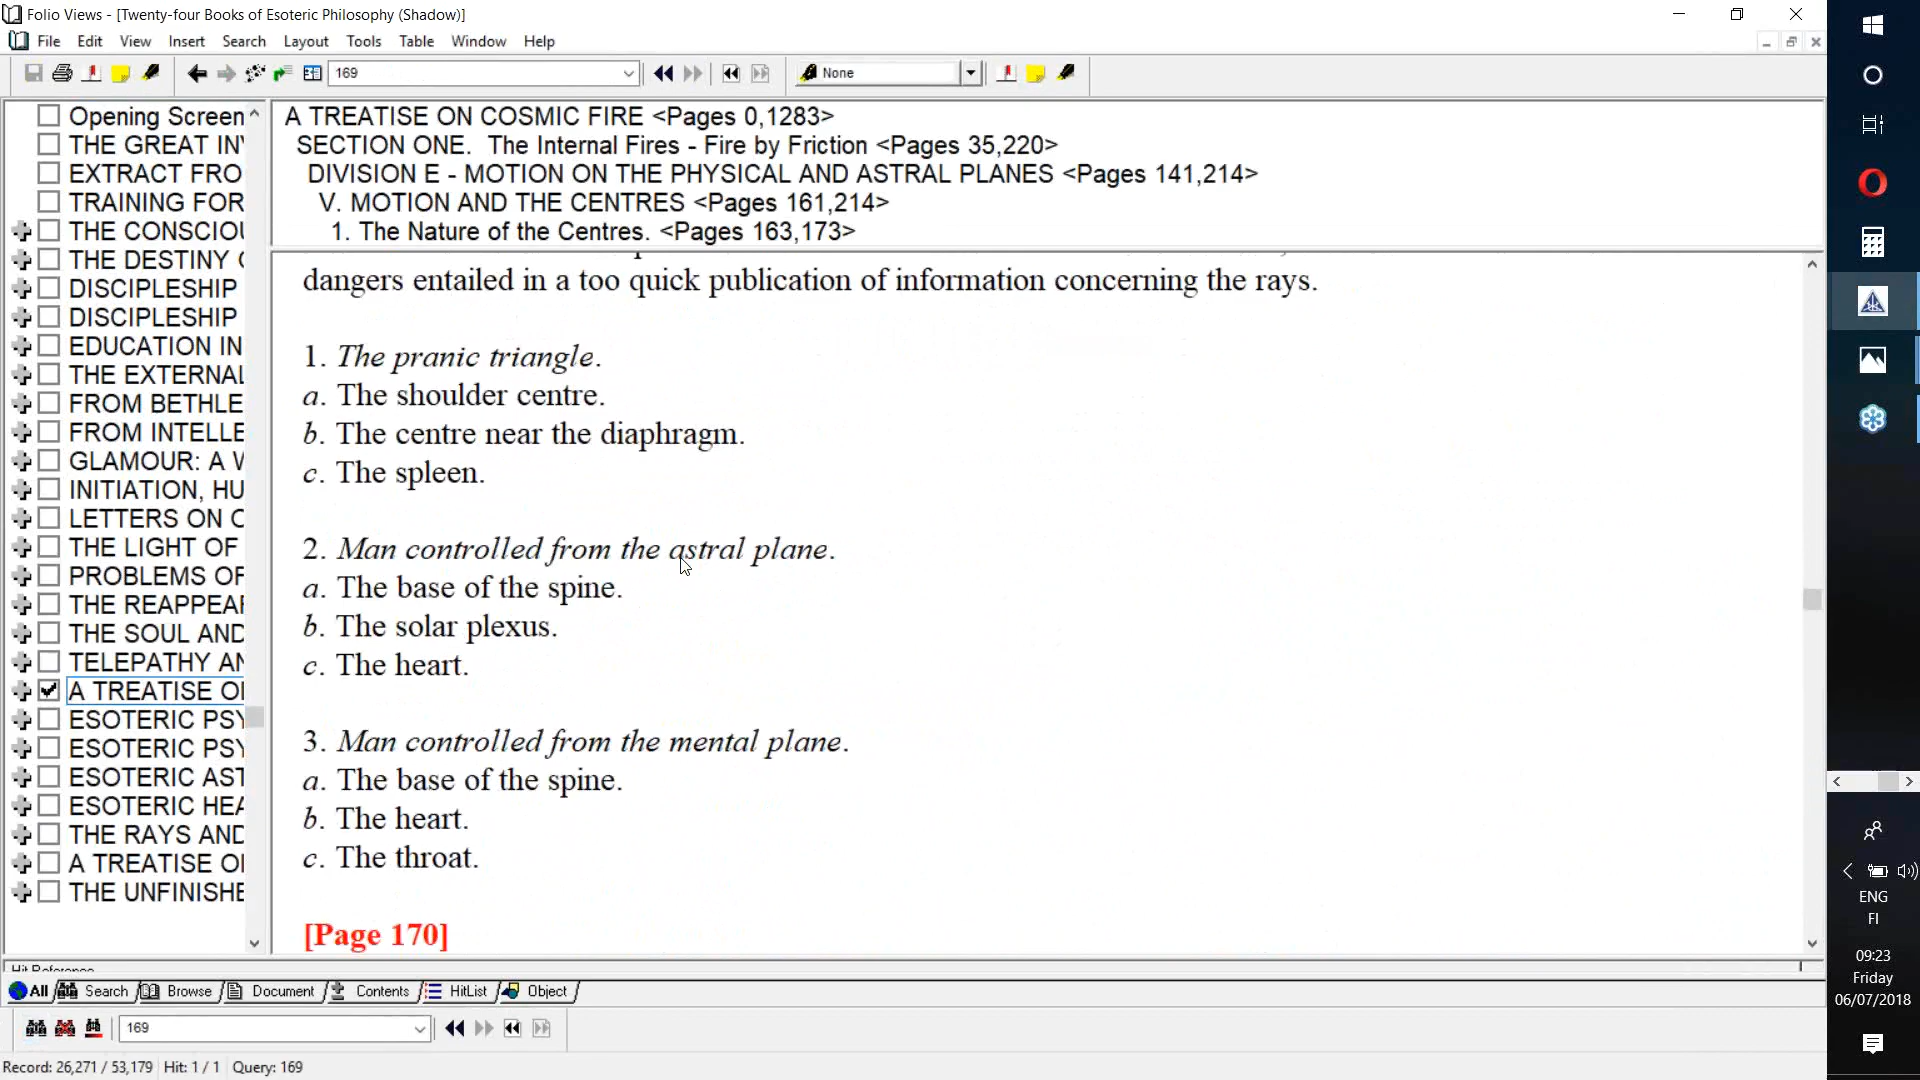 Folio Views - [Twenty-four Books of Esoteric Philosophy (Shadow)]
File Edit View Insert Search Layout Tools Table Window Help
169
None
Opening Screen
THE GREAT IN
EXTRACT FRO
TRAINING FOR
THE CONSCIOU
THE DESTINY
DISCIPLESHIP
DISCIPLESHIP
EDUCATION IN
THE EXTERNAL
FROM BETHLE
FROM INTELLE
GLAMOUR: A W
INITIATION, HU
LETTERS ON O
THE LIGHT OF
PROBLEMS OF
THE REAPPEAR
THE SOUL AND
TELEPATHY AN
A TREATISE O
ESOTERIC PSY
ESOTERIC PSY
ESOTERIC AST
ESOTERIC HEA
THE RAYS AND
A TREATISE O
THE UNFINISHE
A TREATISE ON COSMIC FIRE <Pages 0,1283>
SECTION ONE. The Internal Fires - Fire by Friction <Pages 35,220>
DIVISION E - MOTION ON THE PHYSICAL AND ASTRAL PLANES <Pages 141,214>
V. MOTION AND THE CENTRES <Pages 161,214>
1. The Nature of the Centres. <Pages 163,173>
dangers entailed in a too quick publication of information concerning the rays.
1. The pranic triangle.
a. The shoulder centre.
b. The centre near the diaphragm.
c. The spleen.
2. Man controlled from the astral plane.
a. The base of the spine.
b. The solar plexus.
c. The heart.
3. Man controlled from the mental plane.
a. The base of the spine.
b. The heart.
c. The throat.
[Page 170]
Hit Reference
All Search Browse Document Contents HitList Object
169
Record: 26,271 / 53,179 Hit: 1 / 1 Query: 169
ENG
FI
09:23
Friday
06/07/2018